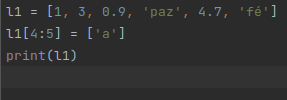 l1 = [1, 3, 0.9, 'paz', 4.7, 'fé']
l1[4:5] = ['a']
print(l1)